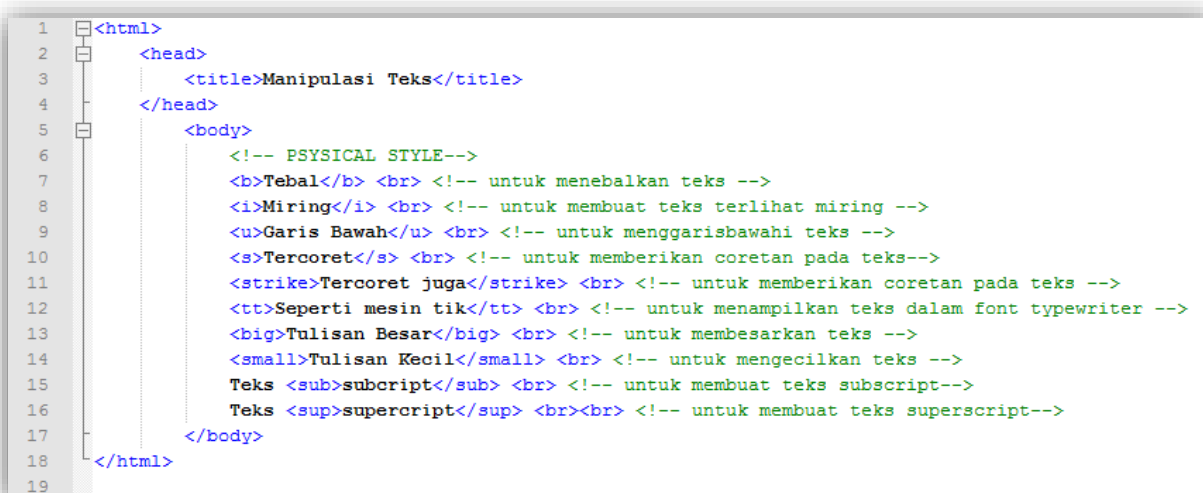 1 <html>
2 <head>
3 <title>Manipulasi Teks</title>
4 </head>
5 <body>
6 <!-- PSYSICAL STYLE-->
7 <b>Tebal</b> <br> <!-- untuk menebalkan teks -->
8 <i>Miring</i> <br> <!-- untuk membuat teks terlihat miring -->
9 <u>Garis Bawah</u> <br> <!-- untuk menggarisbawahi teks -->
10 <s>Tercoret</s> <br> <!-- untuk memberikan coretan pada teks-->
11 <strike>Tercoret juga</strike> <br> <!-- untuk memberikan coretan pada teks -->
12 <tt>Seperti mesin tik</tt> <br> <!-- untuk menampilkan teks dalam font typewriter -->
13 <big>Tulisan Besar</big> <br> <!-- untuk membesarkan teks -->
14 <small>Tulisan Kecil</small> <br> <!-- untuk mengecilkan teks -->
15 Teks <sub>subcript</sub> <br> <!-- untuk membuat teks subscript-->
16 Teks <sup>supercript</sup> <br><br> <!-- untuk membuat teks superscript-->
17 </body>
18 </html>
19